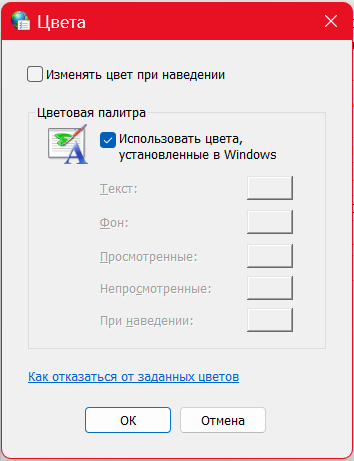 Цвета
Изменять цвет при наведении
Цветовая палитра
Использовать цвета,
установленные в Windows
Текст:
Фон:
Просмотренные:
Непросмотренные:
При наведении:
Как отказаться от заданных цветов
ОК
Отмена